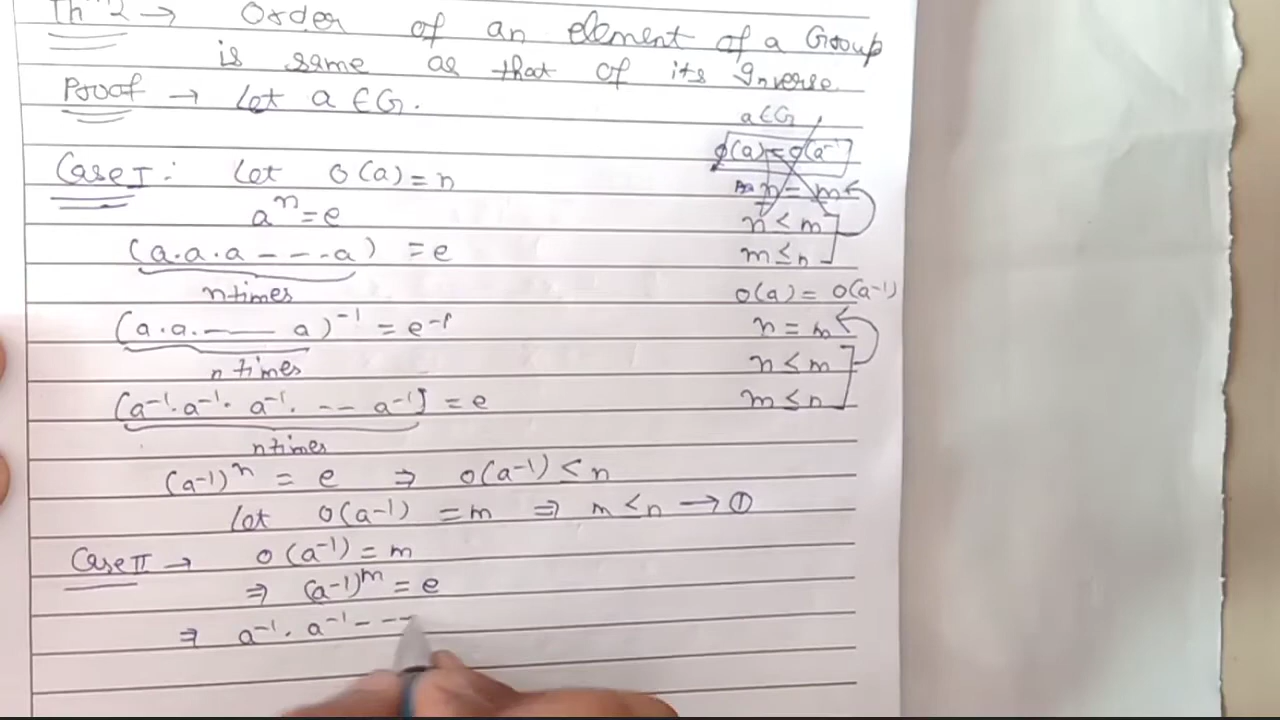 Thm 2 → Order of an element of a Group
is same as that of its Inverse
Proof → Let a ∈ G.
a ∈ G
o(a) = o(a⁻¹)
Case I : Let o(a) = n
n = m
aⁿ = e
n < m
(a.a.a - - - . a) = e
m ≤ n
n times
o(a) = o(a-1)
(a.a. —— a)⁻¹ = e⁻¹
n = m
n times
n ≤ m
[a⁻¹. a⁻¹. a⁻¹. - - a⁻¹] = e
m ≤ n
n times
(a-1)ⁿ = e ⇒ o(a-1) ≤ n
Let o(a-1) = m ⇒ m < n → ①
Case II → o(a⁻¹) = m
⇒ (a-1)ᵐ = e
⇒ a⁻¹. a⁻¹ - - -